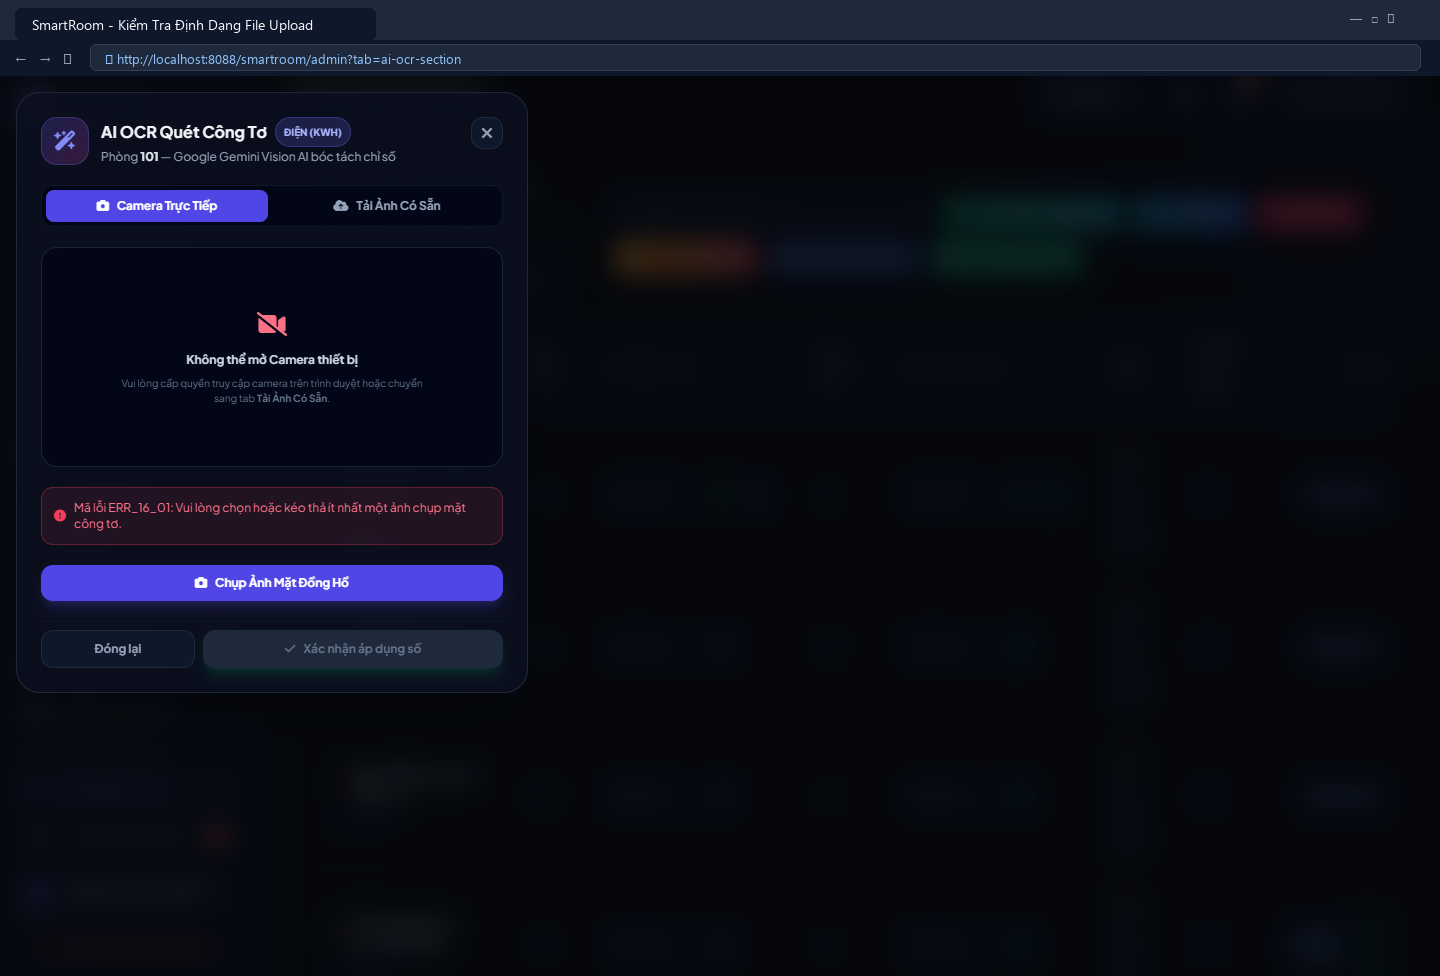 SmartRoom - Kiểm Tra Định Dạng File Upload
http://localhost:8088/smartroom/admin?tab=ai-ocr-section
AI OCR Quét Công Tơ
ĐIỆN (KWH)
Phòng 101 — Google Gemini Vision AI bóc tách chỉ số
Camera Trực Tiếp
Tải Ảnh Có Sẵn
Không thể mở Camera thiết bị
Vui lòng cấp quyền truy cập camera trên trình duyệt hoặc chuyển
sang tab Tải Ảnh Có Sẵn.
Mã lỗi ERR_16_01: Vui lòng chọn hoặc kéo thả ít nhất một ảnh chụp mặt
công tơ.
Chụp Ảnh Mặt Đồng Hồ
Đóng lại
Xác nhận áp dụng số